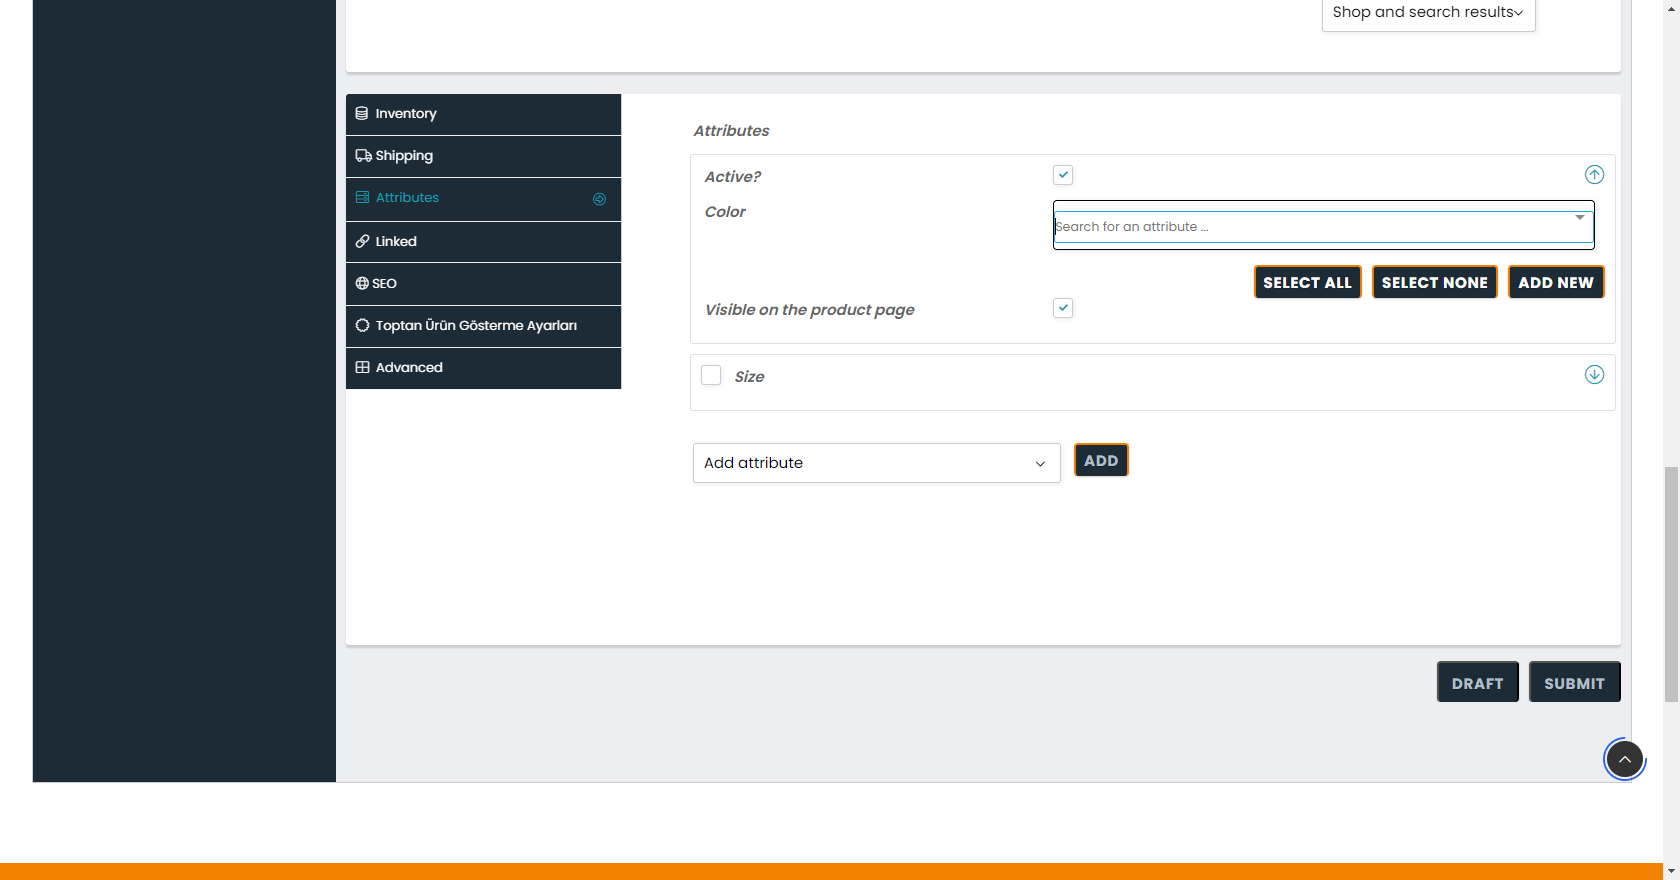 Shop and search results
Inventory
Shipping
Attributes
Linked
SEO
Toptan Ürün Gösterme Ayarları
Advanced
Attributes
Active?
Color
Search for an attribute ...
SELECT ALL
SELECT NONE
ADD NEW
Visible on the product page
Size
Add attribute
ADD
DRAFT
SUBMIT